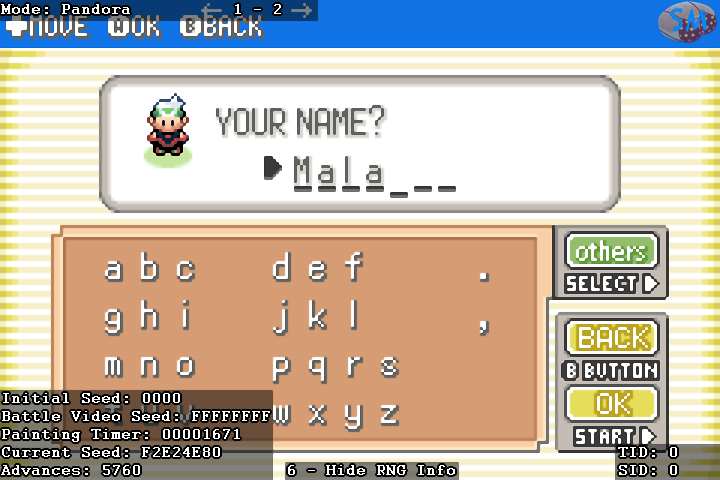 Mode: Pandora ← 1 - 2 →
MOVE A OK B BACK
SM
YOUR NAME?
Mala___
others
SELECT
a b c d e f .
g h i j k l ,
m n o p q r s
w x y z
BACK
B BUTTON
OK
START
Initial Seed: 0000
Battle Video Seed: FFFFFFFF
Painting Timer: 00001671
Current Seed: F2E24E80
Advances: 5760
6 - Hide RNG Info
TID: 0
SID: 0